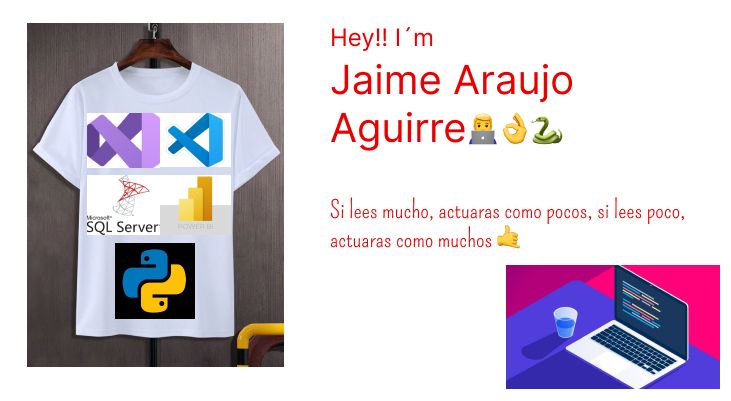 Hey!! I´m
Jaime Araujo
Aguirre👨‍💻👌🐍
Si lees mucho, actuaras como pocos, si lees poco,
actuaras como muchos 🤙
Microsoft®
SQL Server
POWER BI